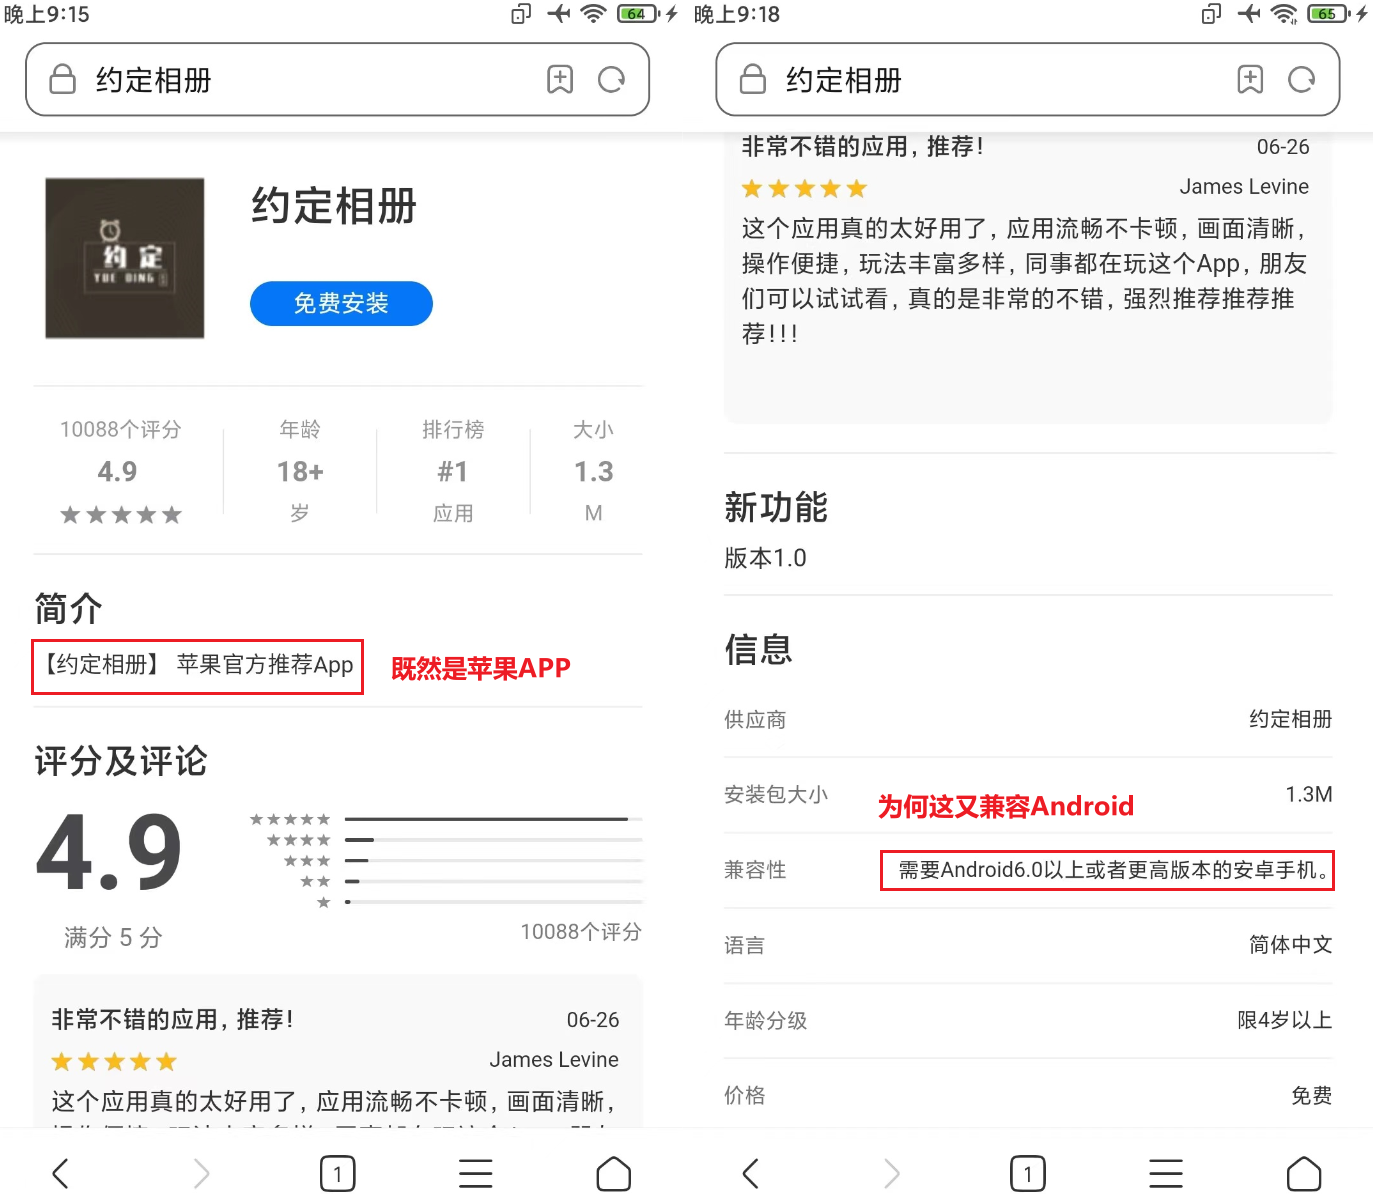 晚上9:15
64
约定相册
约定相册
约定
YUE DING
免费安装
10088个评分
4.9
年龄
18+
岁
排行榜
#1
应用
大小
1.3
M
简介
【约定相册】 苹果官方推荐App
既然是苹果APP
评分及评论
4.9
满分 5 分
10088个评分
非常不错的应用，推荐！
06-26
James Levine
这个应用真的太好用了，应用流畅不卡顿，画面清晰，
1
晚上9:18
65
约定相册
非常不错的应用，推荐！
06-26
James Levine
这个应用真的太好用了，应用流畅不卡顿，画面清晰，
操作便捷，玩法丰富多样，同事都在玩这个App，朋友
们可以试试看，真的是非常的不错，强烈推荐推荐推
荐！！！
新功能
版本1.0
信息
供应商
约定相册
安装包大小
1.3M
为何这又兼容Android
兼容性
需要Android6.0以上或者更高版本的安卓手机。
语言
简体中文
年龄分级
限4岁以上
价格
免费
1